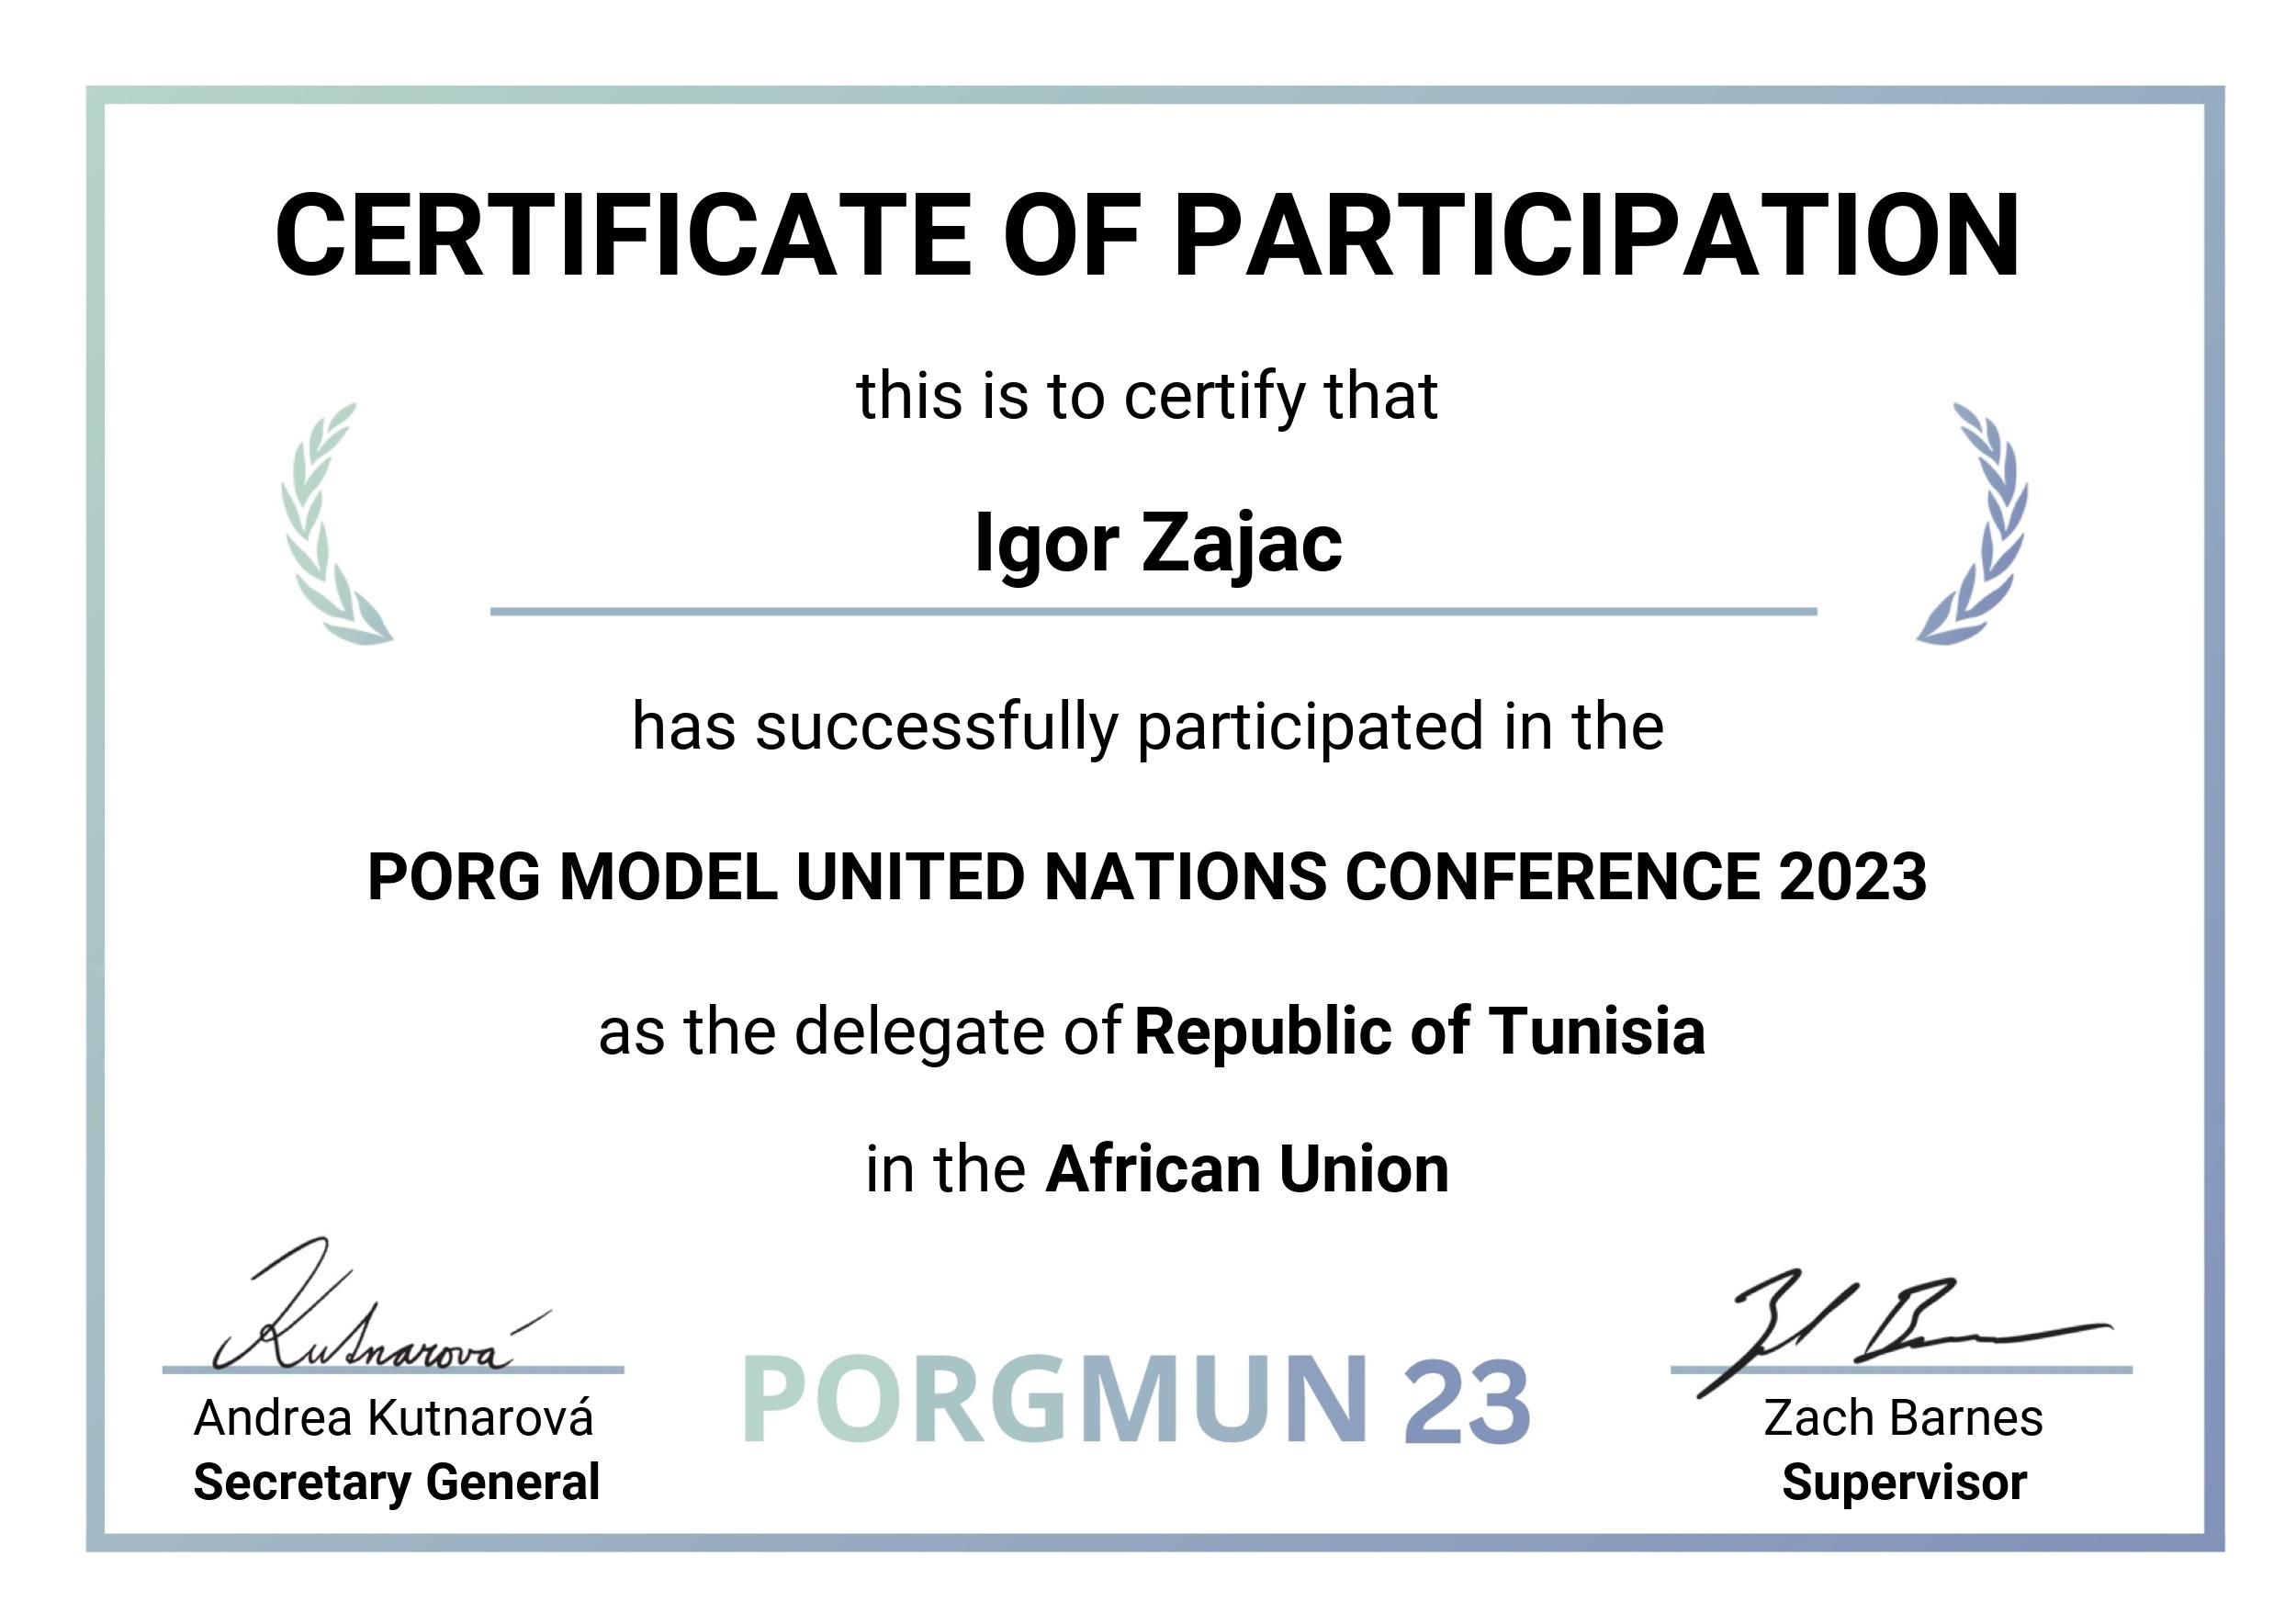 CERTIFICATE OF PARTICIPATION
this is to certify that
Igor Zajac
has successfully participated in the
PORG MODEL UNITED NATIONS CONFERENCE 2023
as the delegate of Republic of Tunisia
in the African Union
Kutnarová
Andrea Kutnarová
Secretary General
PORGMUN 23
Zach Barnes
Supervisor